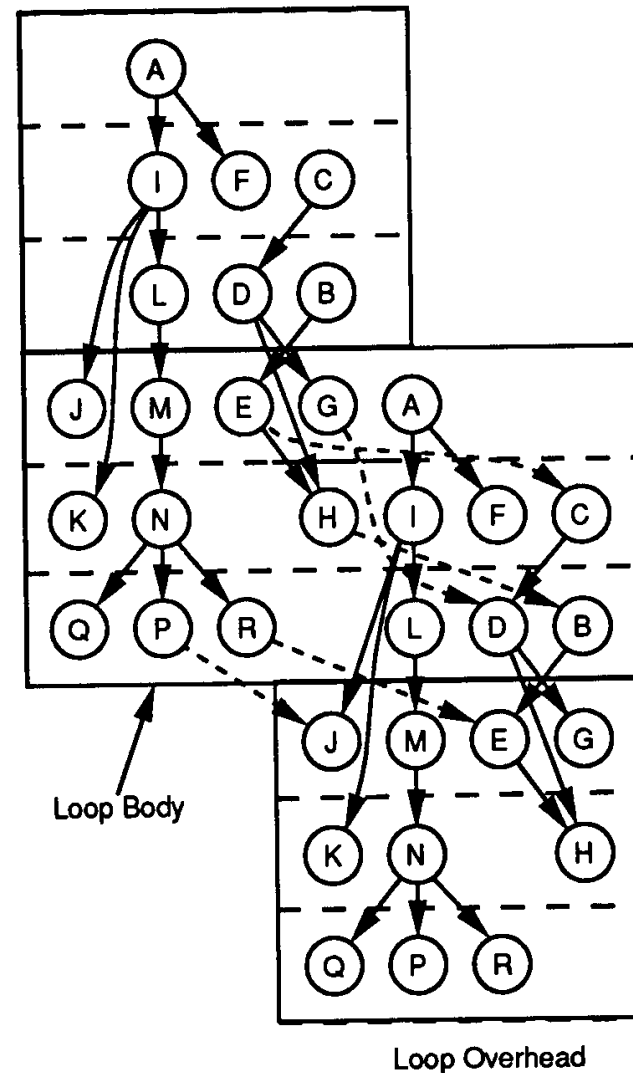 A
I F C
L D B
J M E G A
K N H I F C
Q P R L D B
J M E G
Loop Body
K N H
Q P R
Loop Overhead